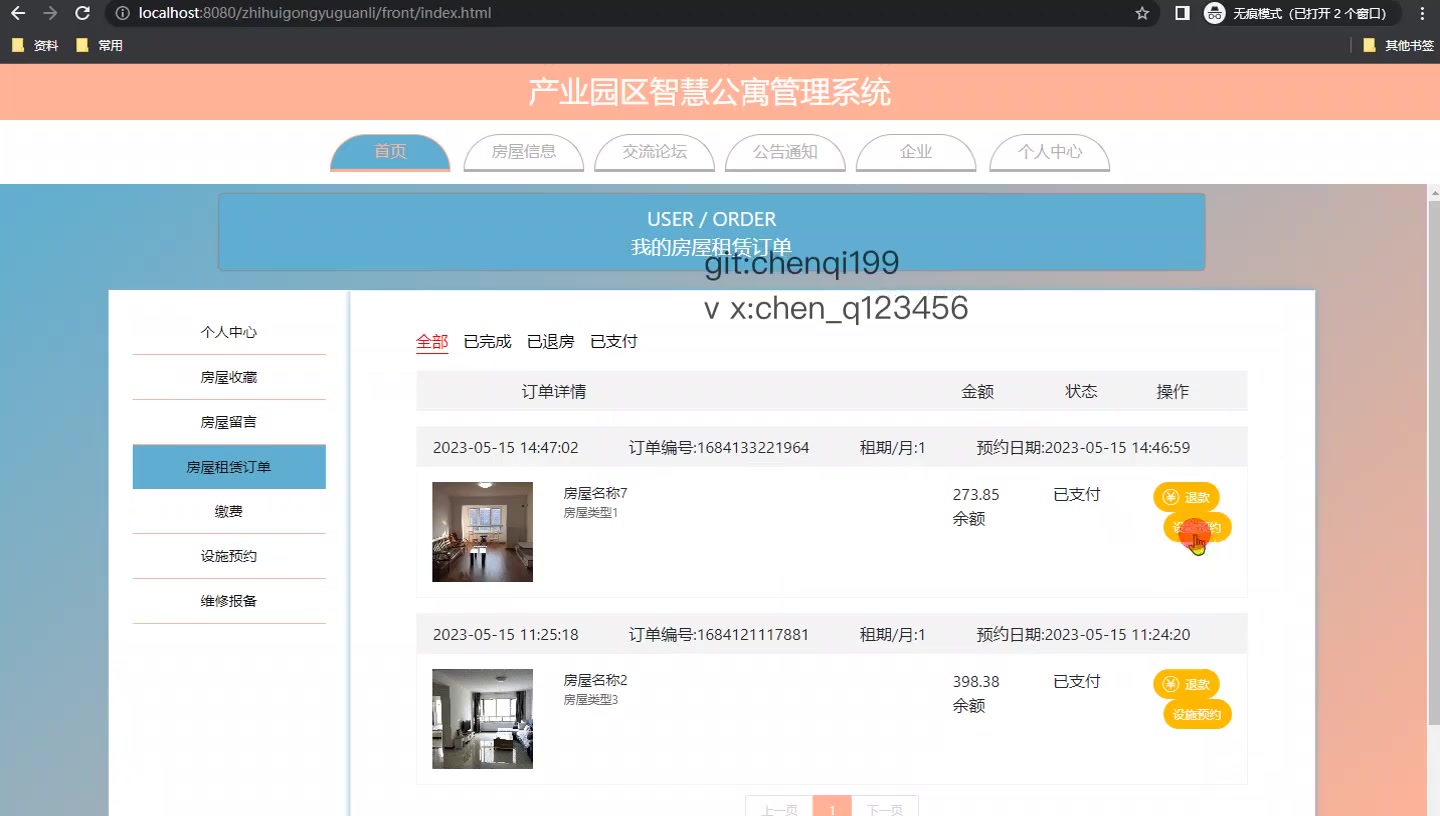 localhost:8080/zhihuigongyuguanli/front/index.html
无痕模式（已打开 2 个窗口）
资料 常用 其他书签
产业园区智慧公寓管理系统
首页 房屋信息 交流论坛 公告通知 企业 个人中心
USER / ORDER
我的房屋租赁订单
git:chenqi199
v x:chen_q123456
个人中心
房屋收藏
房屋留言
房屋租赁订单
缴费
设施预约
维修报备
全部 已完成 已退房 已支付
订单详情 金额 状态 操作
2023-05-15 14:47:02 订单编号:1684133221964 租期/月:1 预约日期:2023-05-15 14:46:59
房屋名称7 273.85 已支付 退款
房屋类型1 余额
2023-05-15 11:25:18 订单编号:1684121117881 租期/月:1 预约日期:2023-05-15 11:24:20
房屋名称2 398.38 已支付 退款
房屋类型3 余额 设施预约
上一页 1 下一页